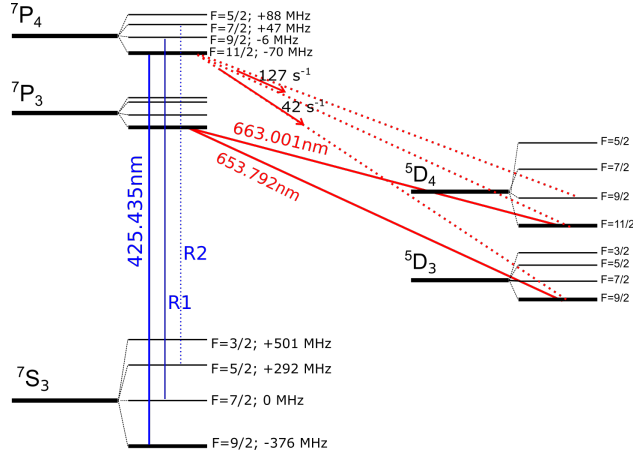 ⁷P₄
F=5/2; +88 MHz
F=7/2; +47 MHz
F=9/2; -6 MHz
F=11/2; -70 MHz
127 s⁻¹
42 s⁻¹
⁷P₃
663.001nm
653.792nm
425.435nm
⁵D₄
F=5/2
F=7/2
F=9/2
F=11/2
⁵D₃
F=3/2
F=5/2
F=7/2
F=9/2
R2
R1
⁷S₃
F=3/2; +501 MHz
F=5/2; +292 MHz
F=7/2; 0 MHz
F=9/2; -376 MHz